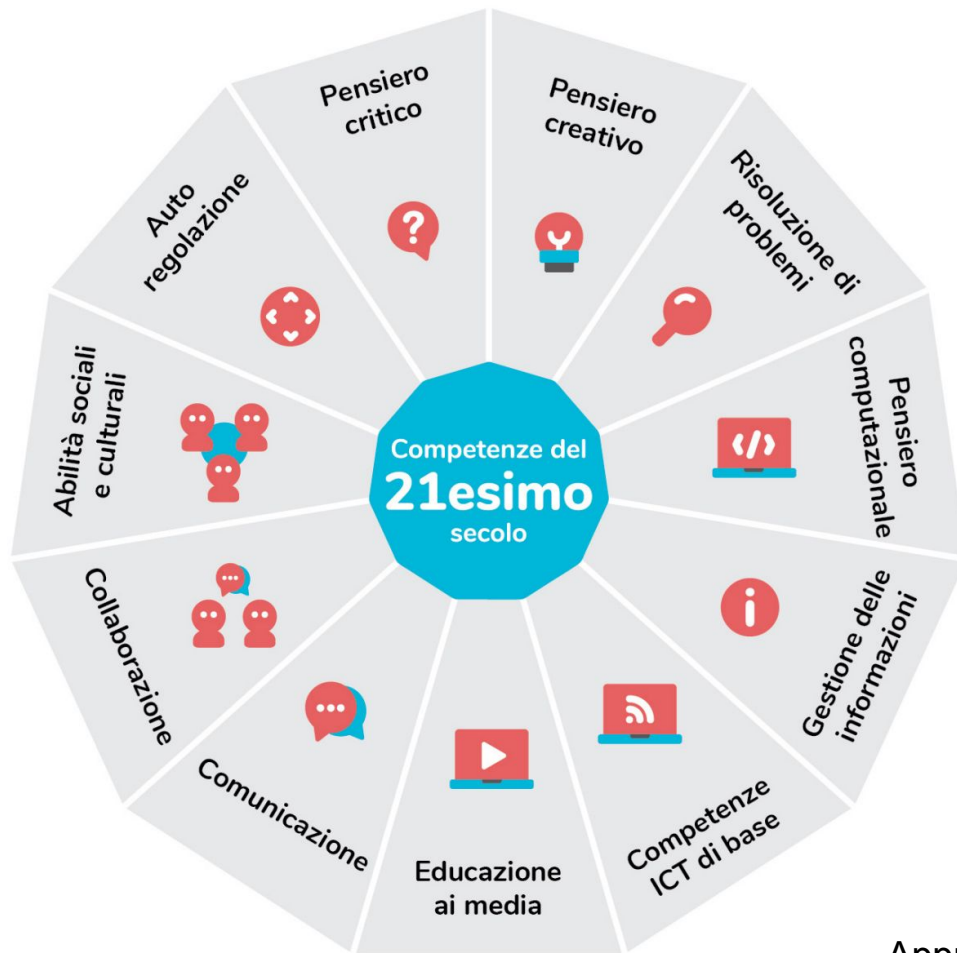 Pensiero
critico
Pensiero
creativo
Risoluzione di
problemi
Pensiero
computazionale
Gestione delle
informazioni
Competenze
ICT di base
Educazione
ai media
Comunicazione
Collaborazione
Abilità sociali
e culturali
Auto
regolazione
Competenze del
21esimo
secolo